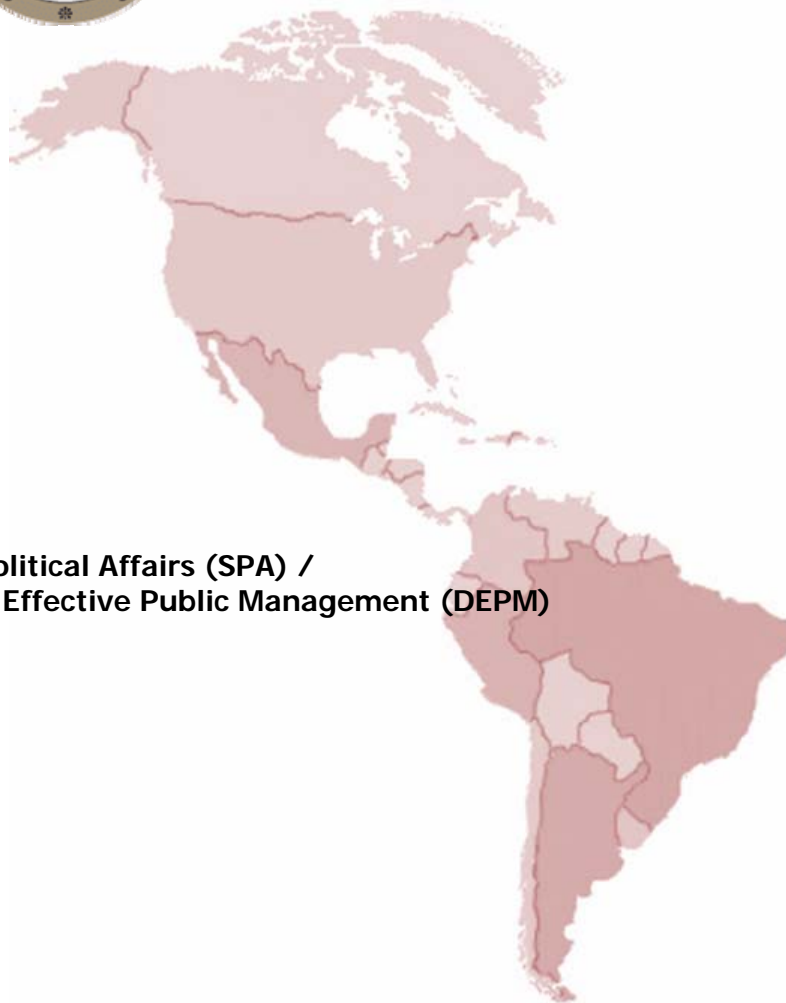 olitical Affairs (SPA) /
Effective Public Management (DEPM)